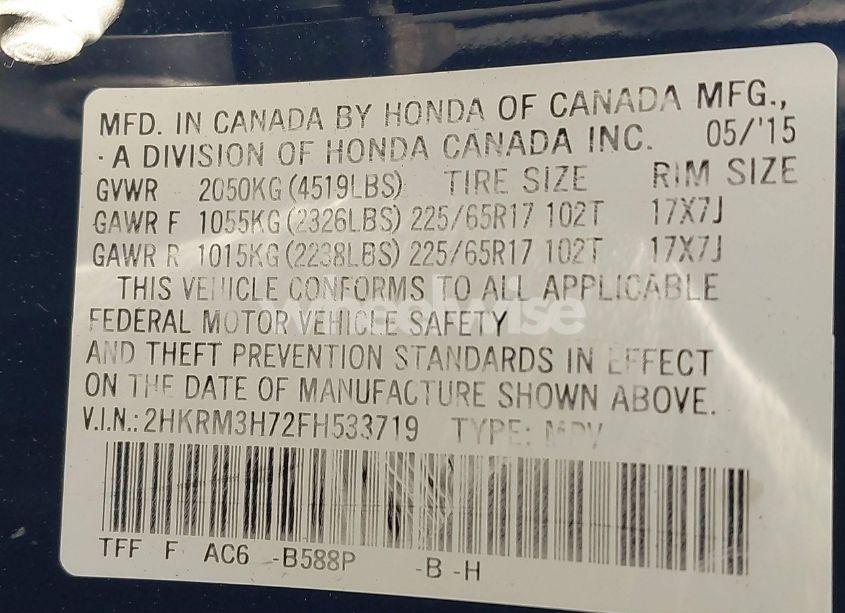 MFD. IN CANADA BY HONDA OF CANADA MFG.,
· A DIVISION OF HONDA CANADA INC. 05/'15
GVWR 2050KG (4519LBS) TIRE SIZE RIM SIZE
GAWR F 1055KG (2326LBS) 225/65R17 102T 17X7J
GAWR R 1015KG (2238LBS) 225/65R17 102T 17X7J
THIS VEHICLE CONFORMS TO ALL APPLICABLE
FEDERAL MOTOR VEHICLE SAFETY
AND THEFT PREVENTION STANDARDS IN EFFECT
ON THE DATE OF MANUFACTURE SHOWN ABOVE.
V.I.N.: 2HKRM3H72FH533719 TYPE: MPV
TFF F AC6 -B588P -B -H